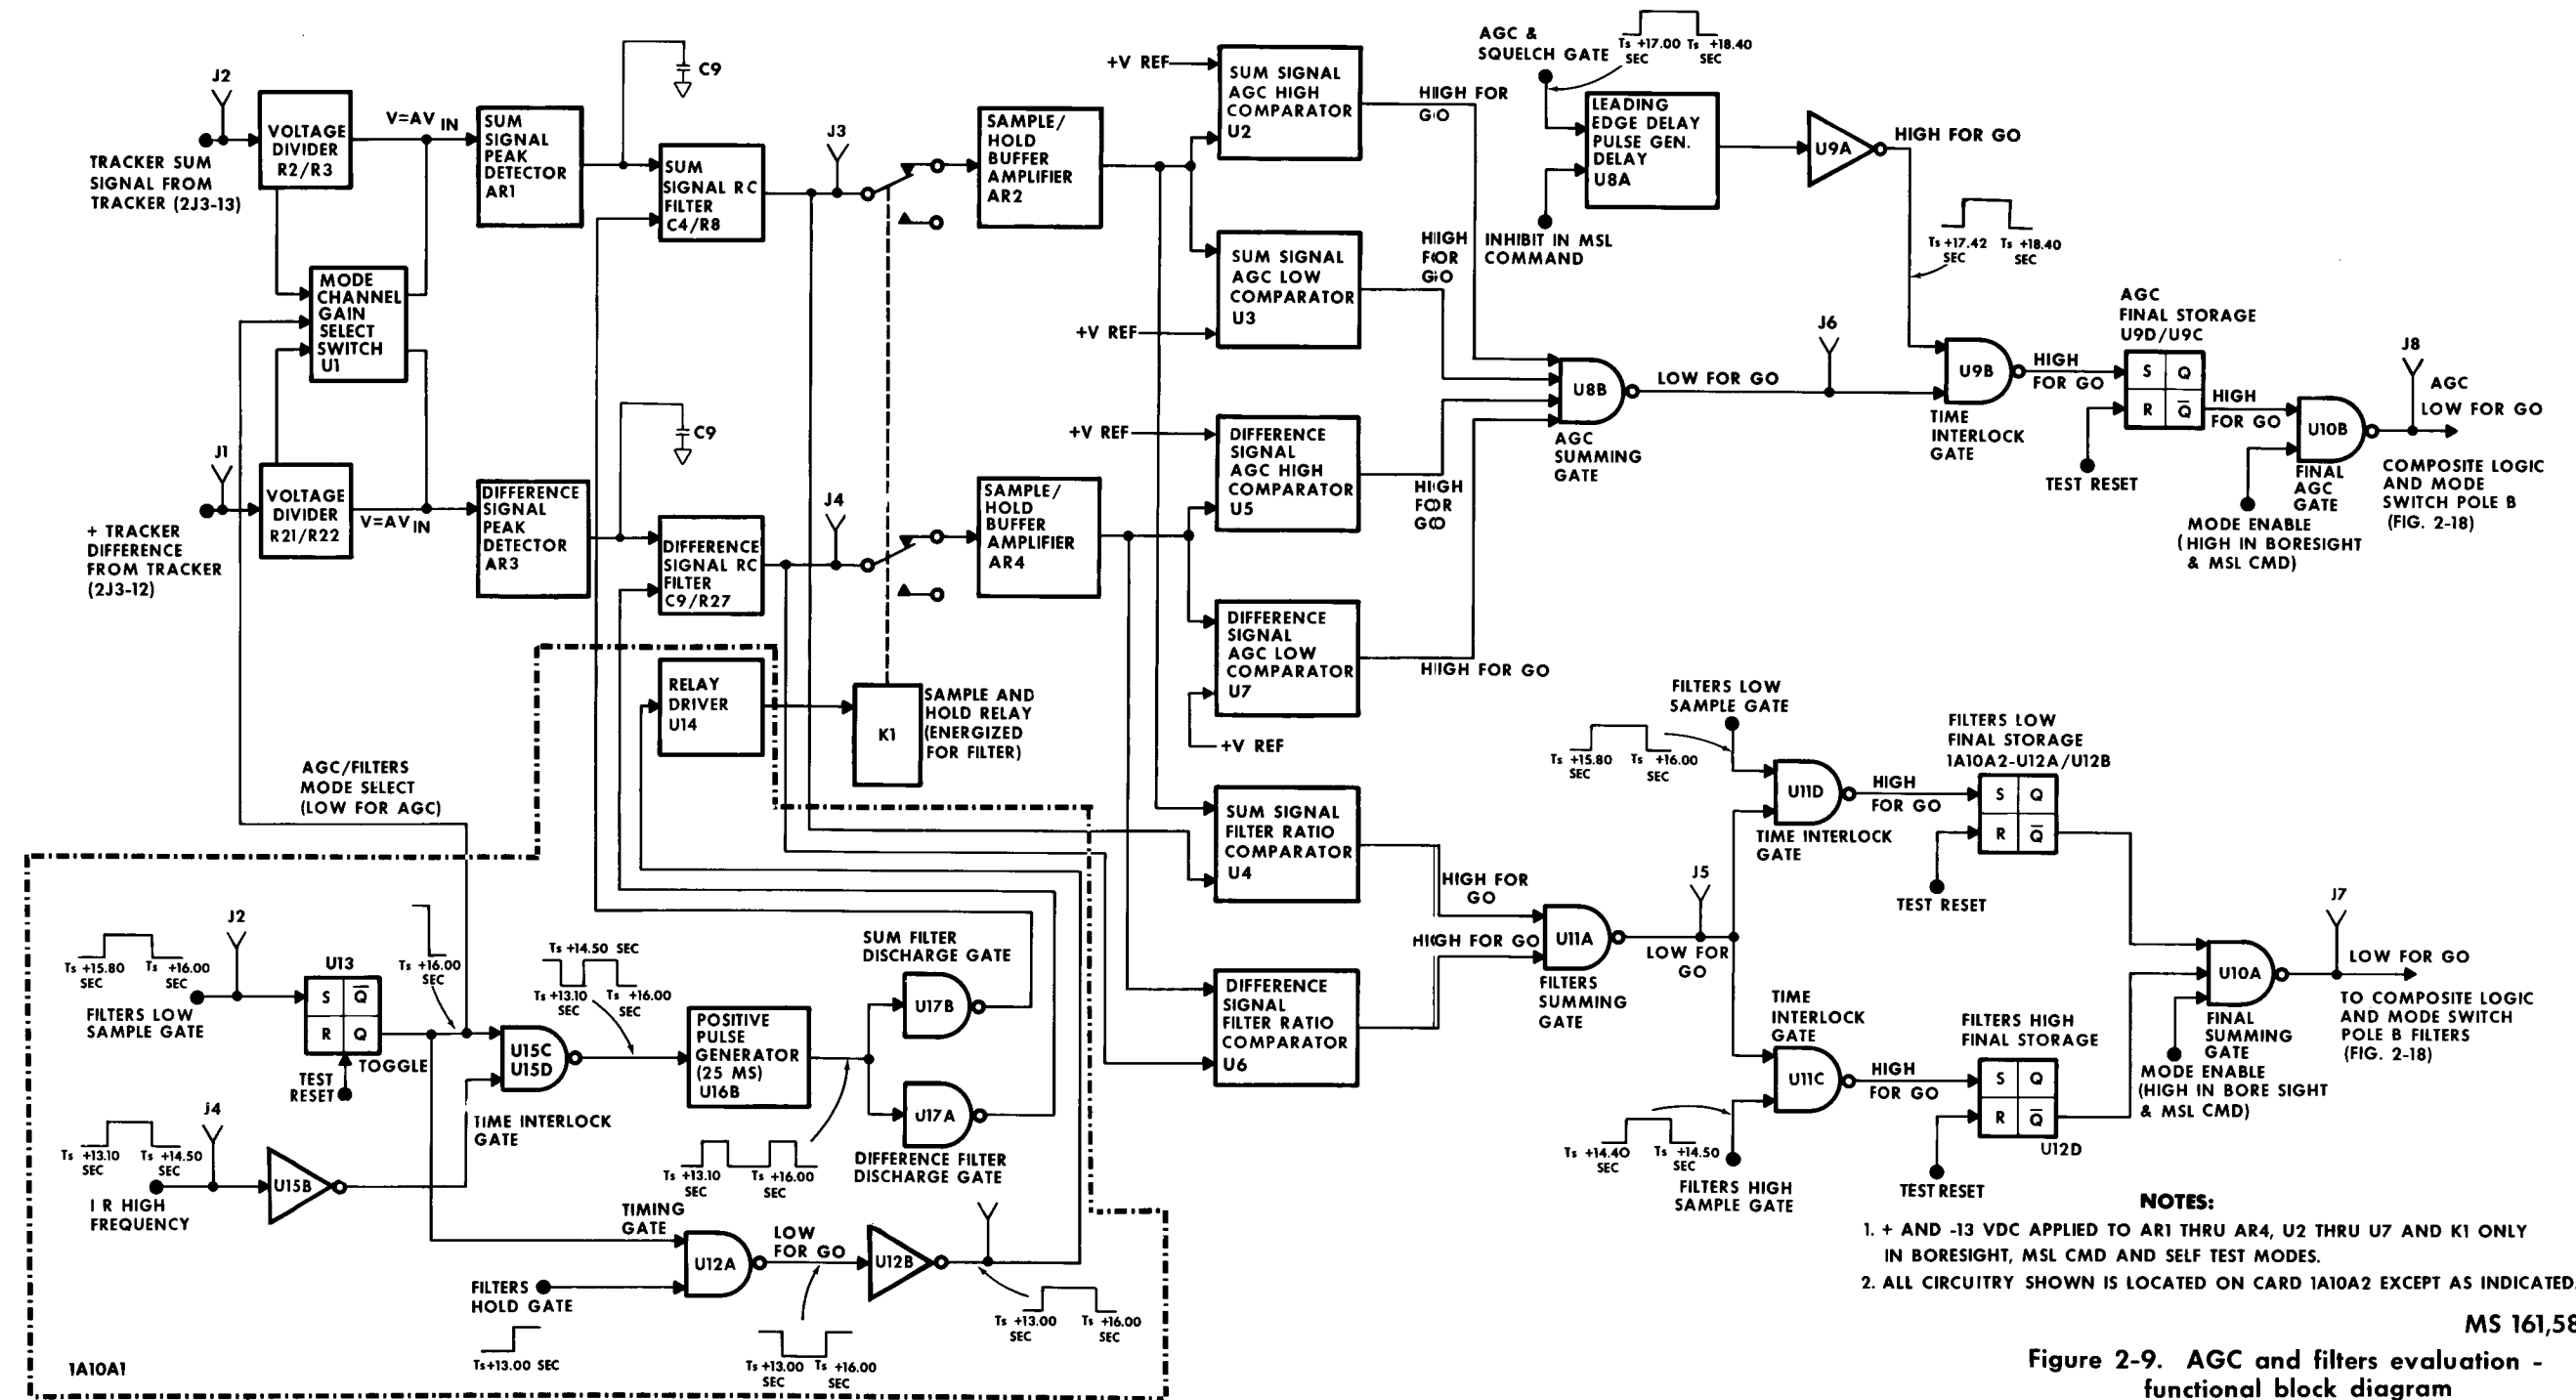 J2
VOLTAGE
DIVIDER
R2/R3
TRACKER SUM
SIGNAL FROM
TRACKER (2J3-13)
V=AV IN
SUM
SIGNAL
PEAK
DETECTOR
AR1
C9
SUM
SIGNAL RC
FILTER
C4/R8
J3
SAMPLE/
HOLD
BUFFER
AMPLIFIER
AR2
MODE
CHANNEL
GAIN
SELECT
SWITCH
U1
J1
VOLTAGE
DIVIDER
R21/R22
+ TRACKER
DIFFERENCE
FROM TRACKER
(2J3-12)
V=AV IN
DIFFERENCE
SIGNAL
PEAK
DETECTOR
AR3
C9
DIFFERENCE
SIGNAL RC
FILTER
C9/R27
J4
SAMPLE/
HOLD
BUFFER
AMPLIFIER
AR4
+V REF
SUM SIGNAL
AGC HIGH
COMPARATOR
U2
HIGH FOR
GO
SUM SIGNAL
AGC LOW
COMPARATOR
U3
+V REF
HIGH
FOR
GO
+V REF
DIFFERENCE
SIGNAL
AGC HIGH
COMPARATOR
U5
HIGH
FOR
GO
DIFFERENCE
SIGNAL
AGC LOW
COMPARATOR
U7
HIGH FOR GO
+V REF
AGC &
SQUELCH GATE
Ts +17.00 SEC
Ts +18.40 SEC
LEADING
EDGE DELAY
PULSE GEN.
DELAY
U8A
INHIBIT IN MSL
COMMAND
U9A
HIGH FOR GO
Ts +17.42 SEC
Ts +18.40 SEC
U8B
AGC
SUMMING
GATE
LOW FOR GO
J6
U9B
TIME
INTERLOCK
GATE
HIGH
FOR GO
AGC
FINAL STORAGE
U9D/U9C
S Q
R Q̅
TEST RESET
HIGH
FOR GO
U10B
FINAL
AGC
GATE
MODE ENABLE
(HIGH IN BORESIGHT
& MSL CMD)
J8
AGC
LOW FOR GO
COMPOSITE LOGIC
AND MODE
SWITCH POLE B
(FIG. 2-18)
RELAY
DRIVER
U14
K1
SAMPLE AND
HOLD RELAY
(ENERGIZED
FOR FILTER)
SUM SIGNAL
FILTER RATIO
COMPARATOR
U4
HIGH FOR
GO
DIFFERENCE
SIGNAL
FILTER RATIO
COMPARATOR
U6
HIGH FOR GO
U11A
FILTERS
SUMMING
GATE
J5
LOW FOR
GO
FILTERS LOW
SAMPLE GATE
Ts +15.80 SEC
Ts +16.00 SEC
U11D
TIME INTERLOCK
GATE
HIGH
FOR GO
FILTERS LOW
FINAL STORAGE
1A10A2-U12A/U12B
S Q
R Q̅
TEST RESET
TIME
INTERLOCK
GATE
U11C
HIGH
FOR GO
Ts +14.40 SEC
Ts +14.50 SEC
FILTERS HIGH
SAMPLE GATE
FILTERS HIGH
FINAL STORAGE
S Q
R Q̅
U12D
TEST RESET
U10A
FINAL
SUMMING
GATE
MODE ENABLE
(HIGH IN BORE SIGHT
& MSL CMD)
J7
LOW FOR GO
TO COMPOSITE LOGIC
AND MODE SWITCH
POLE B FILTERS
(FIG. 2-18)
AGC/FILTERS
MODE SELECT
(LOW FOR AGC)
J2
Ts +15.80 SEC
Ts +16.00 SEC
FILTERS LOW
SAMPLE GATE
U13
S Q̅
R Q
TOGGLE
TEST
RESET
Ts +16.00
SEC
U15C
U15D
TIME INTERLOCK
GATE
Ts +14.50 SEC
Ts +13.10 SEC
Ts +16.00 SEC
POSITIVE
PULSE
GENERATOR
(25 MS)
U16B
SUM FILTER
DISCHARGE GATE
U17B
U17A
DIFFERENCE FILTER
DISCHARGE GATE
Ts +13.10 SEC
Ts +16.00 SEC
J4
Ts +13.10 SEC
Ts +14.50 SEC
I R HIGH
FREQUENCY
U15B
TIMING
GATE
U12A
FILTERS
HOLD GATE
Ts+13.00 SEC
LOW
FOR GO
U12B
Ts +13.00 SEC
Ts +16.00 SEC
Ts +13.00 SEC
Ts +16.00 SEC
1A10A1
NOTES:
1. + AND -13 VDC APPLIED TO AR1 THRU AR4, U2 THRU U7 AND K1 ONLY
IN BORESIGHT, MSL CMD AND SELF TEST MODES.
2. ALL CIRCUITRY SHOWN IS LOCATED ON CARD 1A10A2 EXCEPT AS INDICATED.
MS 161,58
Figure 2-9. AGC and filters evaluation -
functional block diagram